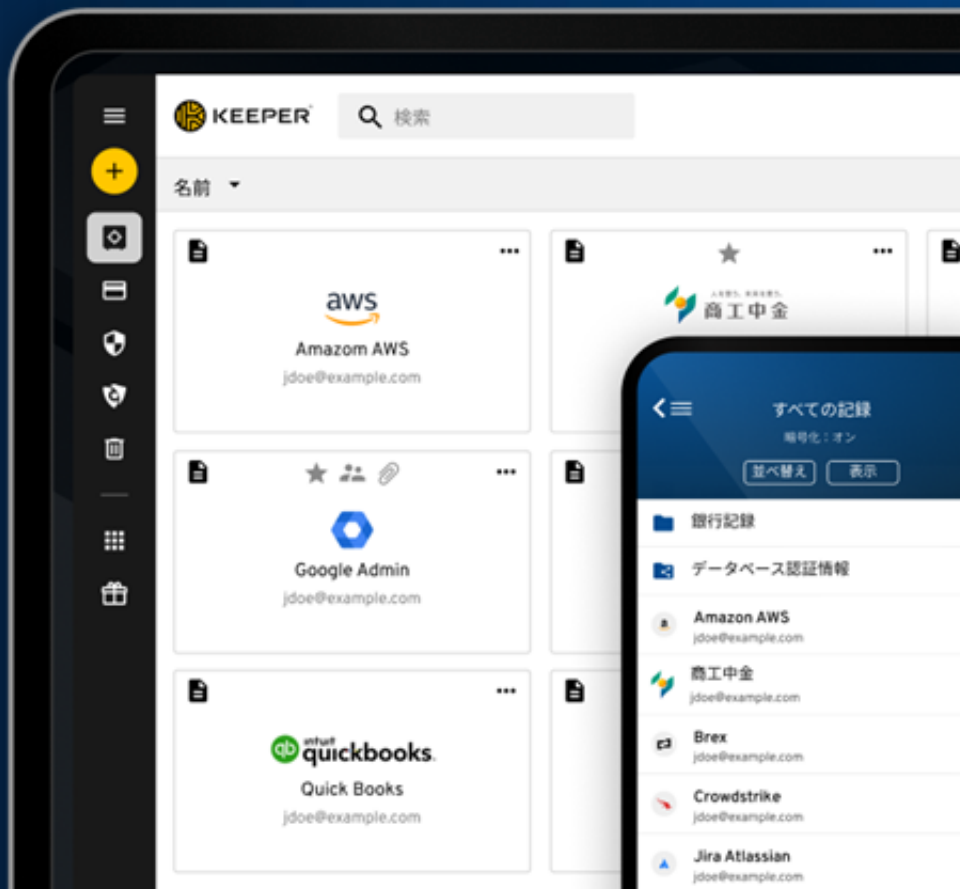 KEEPER
検索
名前
aws
Amazom AWS
jdoe@example.com
商工中金
Google Admin
jdoe@example.com
qb intuit quickbooks.
Quick Books
jdoe@example.com
すべての記録
暗号化：オン
並べ替え 表示
銀行記録
データベース認証情報
a
Amazon AWS
jdoe@example.com
商工中金
jdoe@example.com
Brex
jdoe@example.com
Crowdstrike
jdoe@example.com
Jira Atlassian
jdoe@example.com